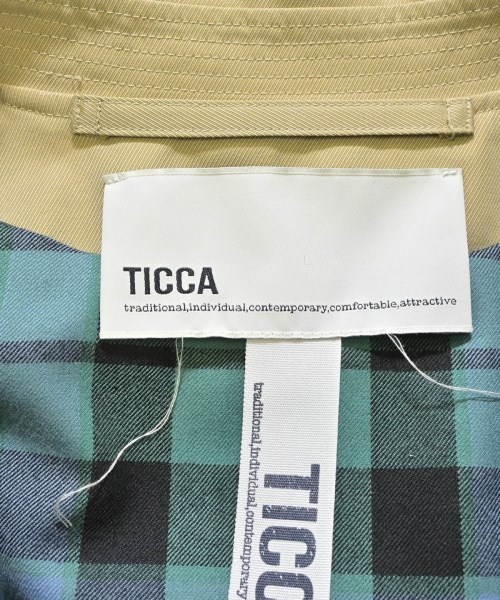 TICCA
traditional,individual,contemporary,comfortable,attractive
traditional,individual,contemporary
TICC